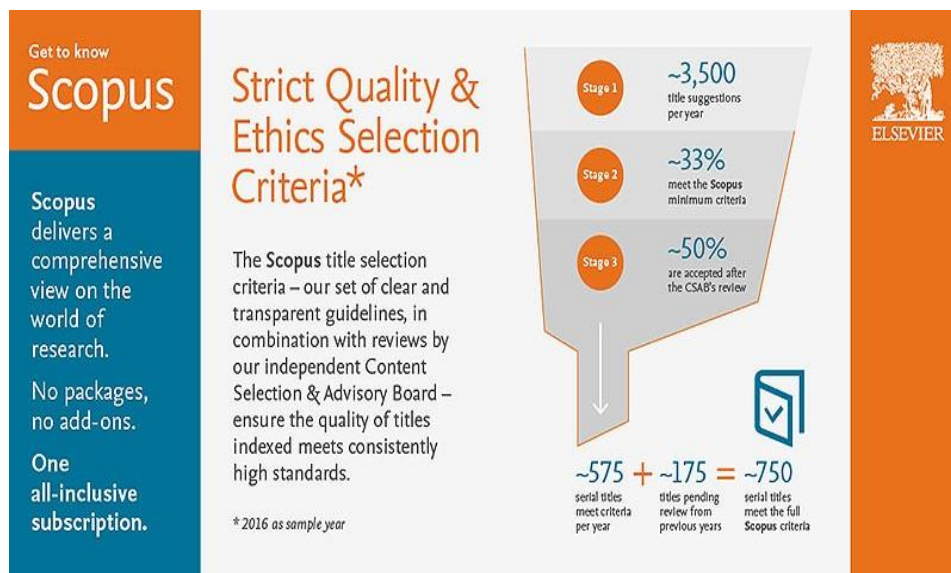 Get to know
Scopus
Scopus
delivers a
comprehensive
view on the
world of
research.
No packages,
no add-ons.
One
all-inclusive
subscription.
Strict Quality &
Ethics Selection
Criteria*
The Scopus title selection
criteria – our set of clear and
transparent guidelines, in
combination with reviews by
our independent Content
Selection & Advisory Board –
ensure the quality of titles
indexed meets consistently
high standards.
* 2016 as sample year
Stage 1
~3,500
title suggestions
per year
Stage 2
~33%
meet the Scopus
minimum criteria
Stage 3
~50%
are accepted after
the CSAB's review
~575 + ~175 = ~750
serial titles
meet criteria
per year
titles pending
review from
previous years
serial titles
meet the full
Scopus criteria
ELSEVIER